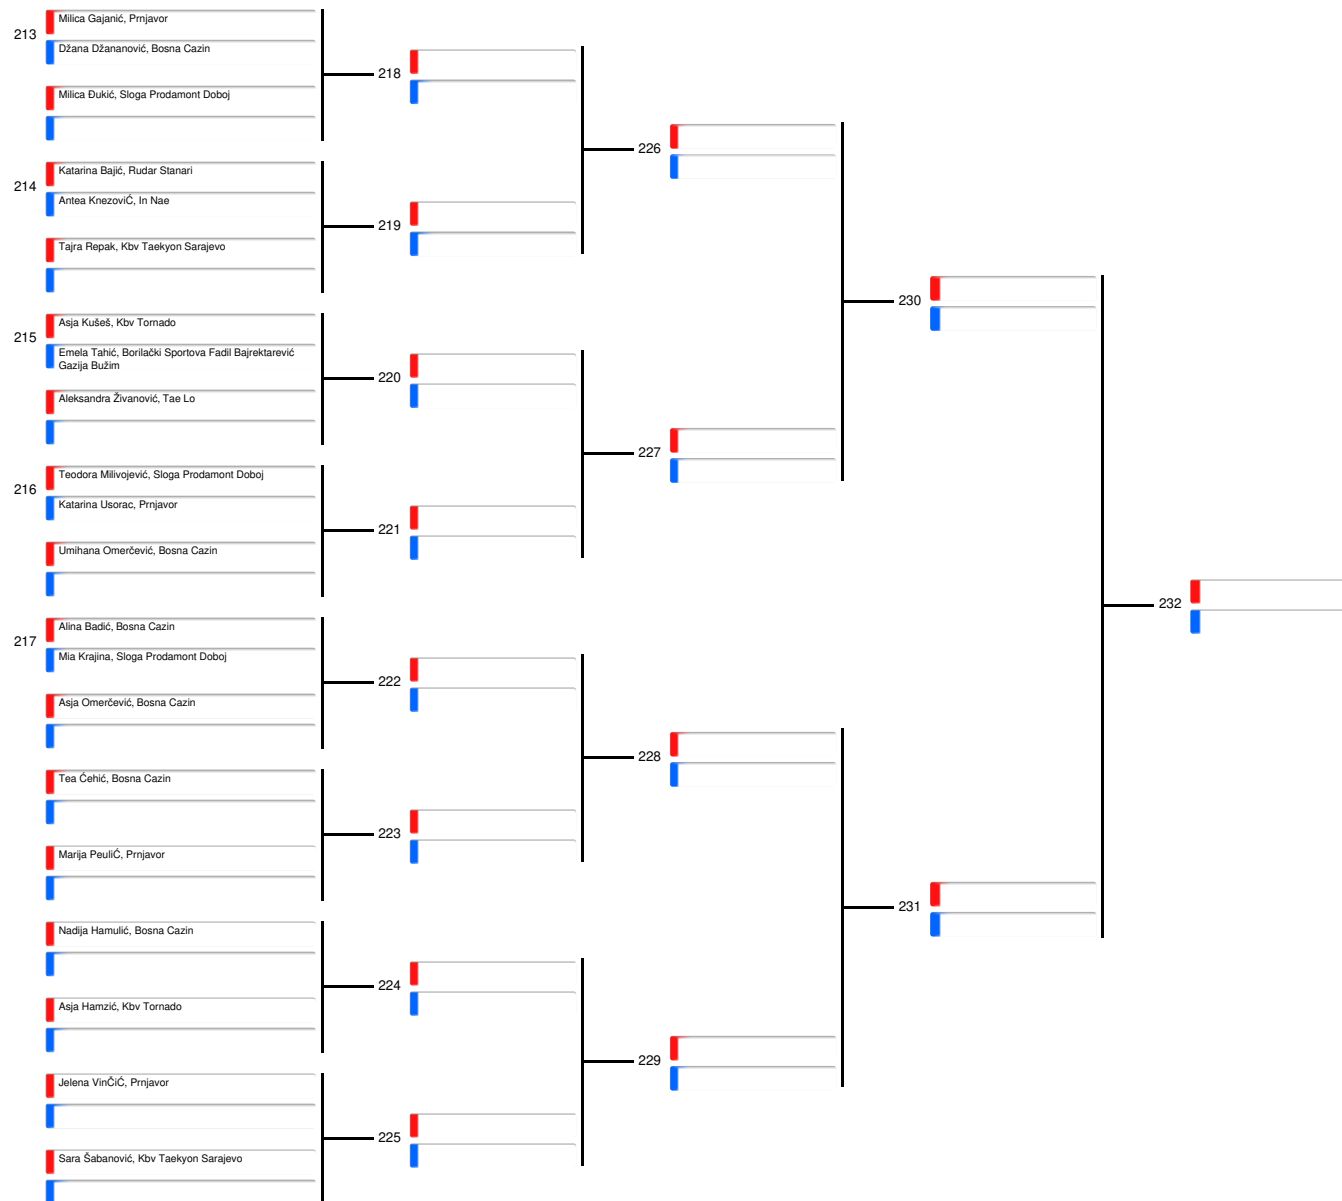 213
Milica Gajanić, Prnjavor
Džana Džananović, Bosna Cazin
Milica Đukić, Sloga Prodamont Doboj
214
Katarina Bajić, Rudar Stanari
Antea KnezoviĆ, In Nae
Tajra Repak, Kbv Taekyon Sarajevo
215
Asja Kušeš, Kbv Tornado
Emela Tahić, Borilački Sportova Fadil Bajrektarević
Gazija Bužim
Aleksandra Živanović, Tae Lo
216
Teodora Milivojević, Sloga Prodamont Doboj
Katarina Usorac, Prnjavor
Umihana Omerčević, Bosna Cazin
217
Alina Badić, Bosna Cazin
Mia Krajina, Sloga Prodamont Doboj
Asja Omerčević, Bosna Cazin
Tea Ćehić, Bosna Cazin
Marija PeuliĆ, Prnjavor
Nadija Hamulić, Bosna Cazin
Asja Hamzić, Kbv Tornado
Jelena VinČiĆ, Prnjavor
Sara Šabanović, Kbv Taekyon Sarajevo
218
219
220
221
222
223
224
225
226
227
228
229
230
231
232